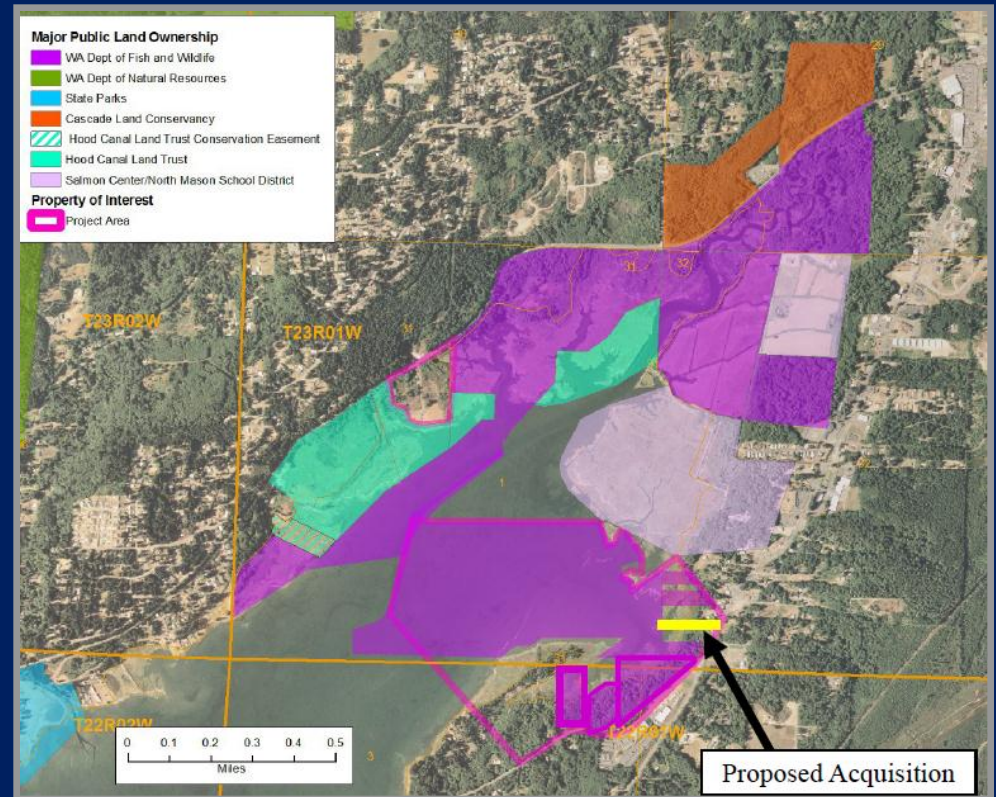 Major Public Land Ownership
WA Dept of Fish and Wildlife
WA Dept of Natural Resources
State Parks
Cascade Land Conservancy
Hood Canal Land Trust Conservation Easement
Hood Canal Land Trust
Salmon Center/North Mason School District
Property of Interest
Project Area
29
31
32
T23R02W
T23R01W
1
T22R02W
3
0 0.1 0.2 0.3 0.4 0.5
Miles
Proposed Acquisition